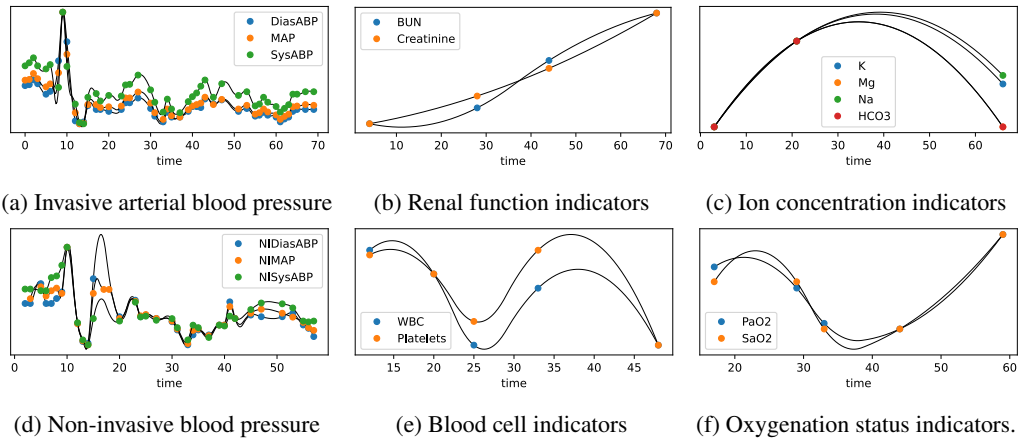 DiasABP
MAP
SysABP
0 10 20 30 40 50 60 70
time
(a) Invasive arterial blood pressure
BUN
Creatinine
10 20 30 40 50 60 70
time
(b) Renal function indicators
K
Mg
Na
HCO3
10 20 30 40 50 60
time
(c) Ion concentration indicators
NIDiasABP
NIMAP
NISysABP
0 10 20 30 40 50
time
(d) Non-invasive blood pressure
WBC
Platelets
15 20 25 30 35 40 45
time
(e) Blood cell indicators
PaO2
SaO2
20 30 40 50 60
time
(f) Oxygenation status indicators.